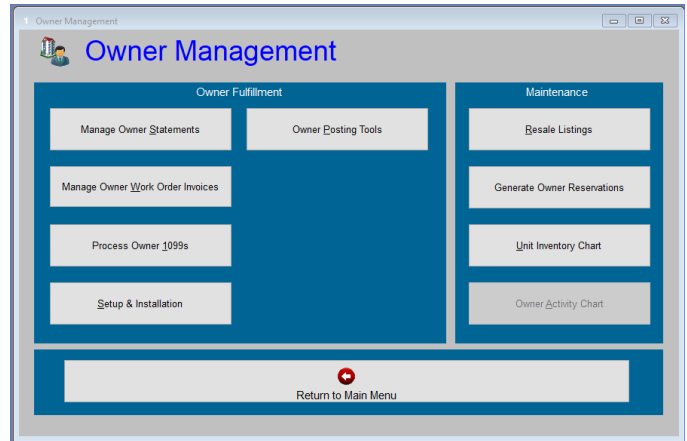 1 Owner Management
Owner Management
Owner Fulfillment
Maintenance
Manage Owner Statements
Owner Posting Tools
Resale Listings
Manage Owner Work Order Invoices
Generate Owner Reservations
Process Owner 1099s
Unit Inventory Chart
Setup & Installation
Owner Activity Chart
Return to Main Menu